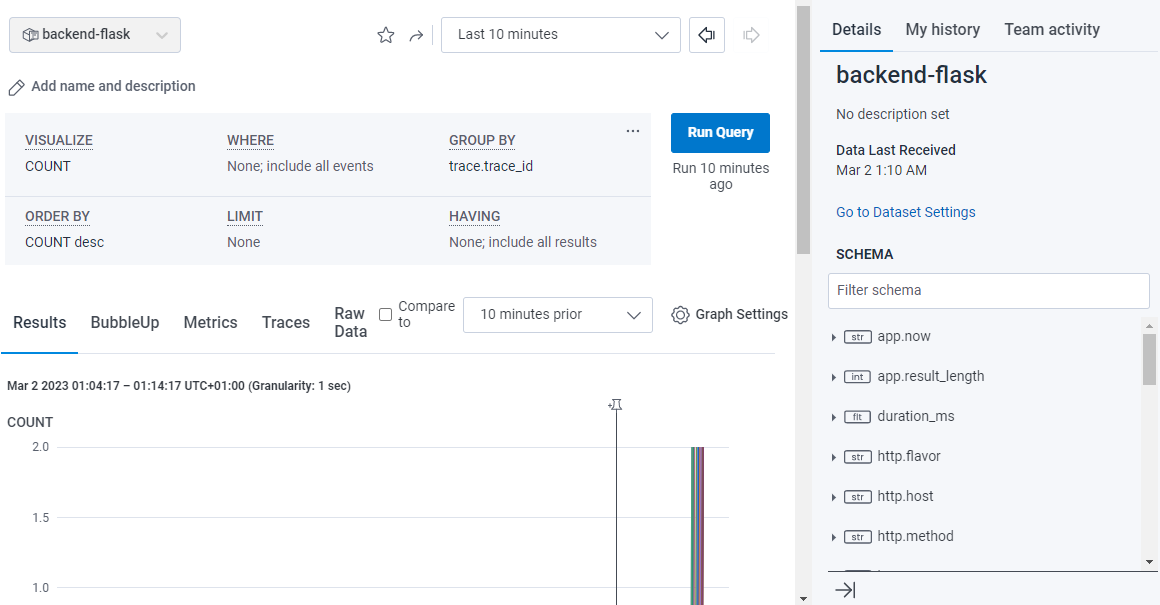 backend-flask
Last 10 minutes
Add name and description
VISUALIZE
COUNT
WHERE
None; include all events
GROUP BY
trace.trace_id
...
ORDER BY
COUNT desc
LIMIT
None
HAVING
None; include all results
Run Query
Run 10 minutes
ago
Results
BubbleUp
Metrics
Traces
Raw
Data
Compare
to
10 minutes prior
Graph Settings
Mar 2 2023 01:04:17 – 01:14:17 UTC+01:00 (Granularity: 1 sec)
COUNT
2.0
1.5
1.0
Details
My history
Team activity
backend-flask
No description set
Data Last Received
Mar 2 1:10 AM
Go to Dataset Settings
SCHEMA
Filter schema
str app.now
int app.result_length
flt duration_ms
str http.flavor
str http.host
str http.method